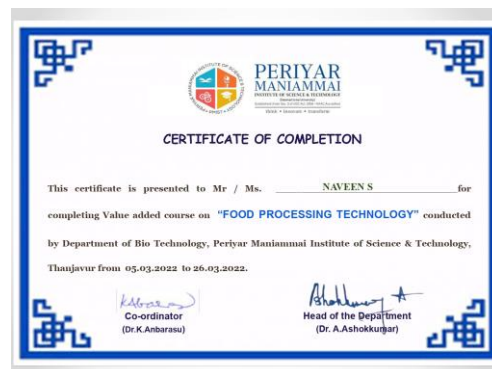 PERIYAR
MANIAMMAI
INSTITUTE OF SCIENCE & TECHNOLOGY
Think • Innovate • Transform
CERTIFICATE OF COMPLETION
This certificate is presented to Mr / Ms. NAVEEN S for
completing Value added course on "FOOD PROCESSING TECHNOLOGY" conducted
by Department of Bio Technology, Periyar Maniammai Institute of Science & Technology,
Thanjavur from 05.03.2022 to 26.03.2022.
Co-ordinator
(Dr.K.Anbarasu)
Head of the Department
(Dr. A.Ashokkumar)